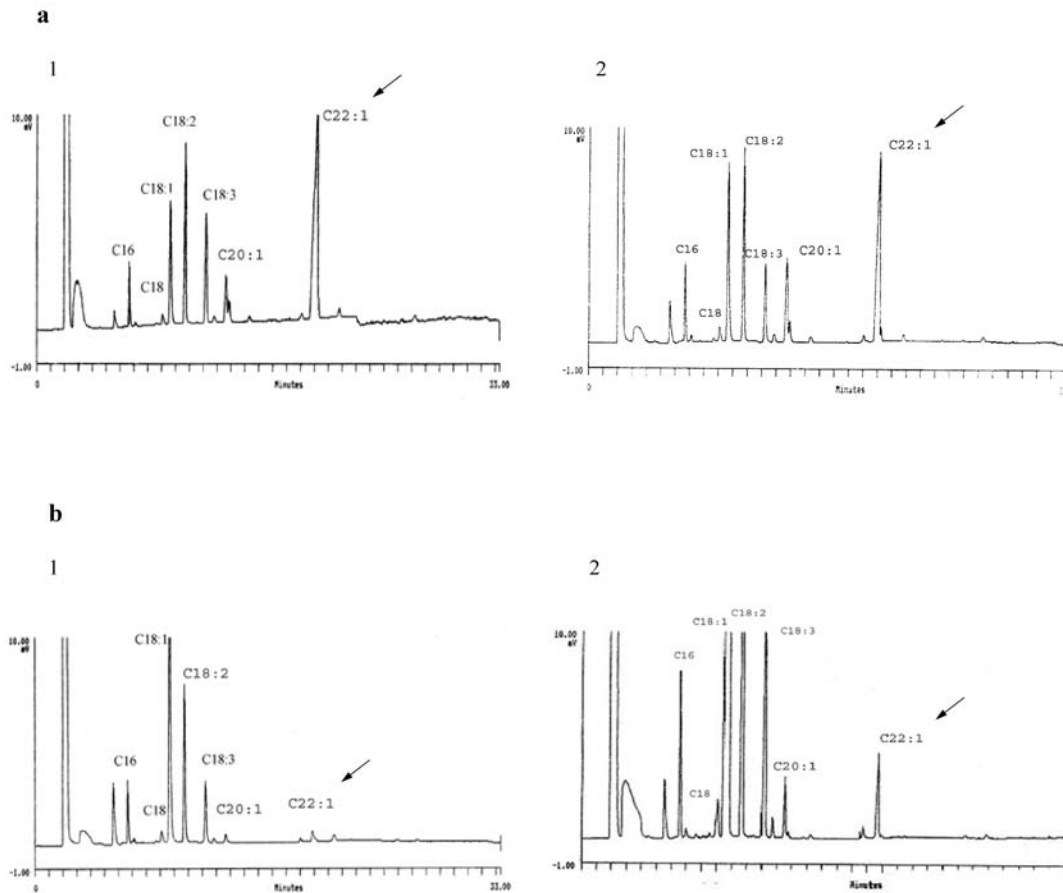 a
1
2
10.00
mV
C16
C18
C18:1
C18:2
C18:3
C20:1
C22:1
-1.00
0
Minutes
33.00
10.00
mV
C16
C18
C18:1
C18:2
C18:3
C20:1
C22:1
-1.00
0
Minutes
b
1
2
10.00
mV
C16
C18
C18:1
C18:2
C18:3
C20:1
C22:1
-1.00
0
Minutes
33.00
10.00
mV
C16
C18
C18:1
C18:2
C18:3
C20:1
C22:1
-1.00
0
Minutes